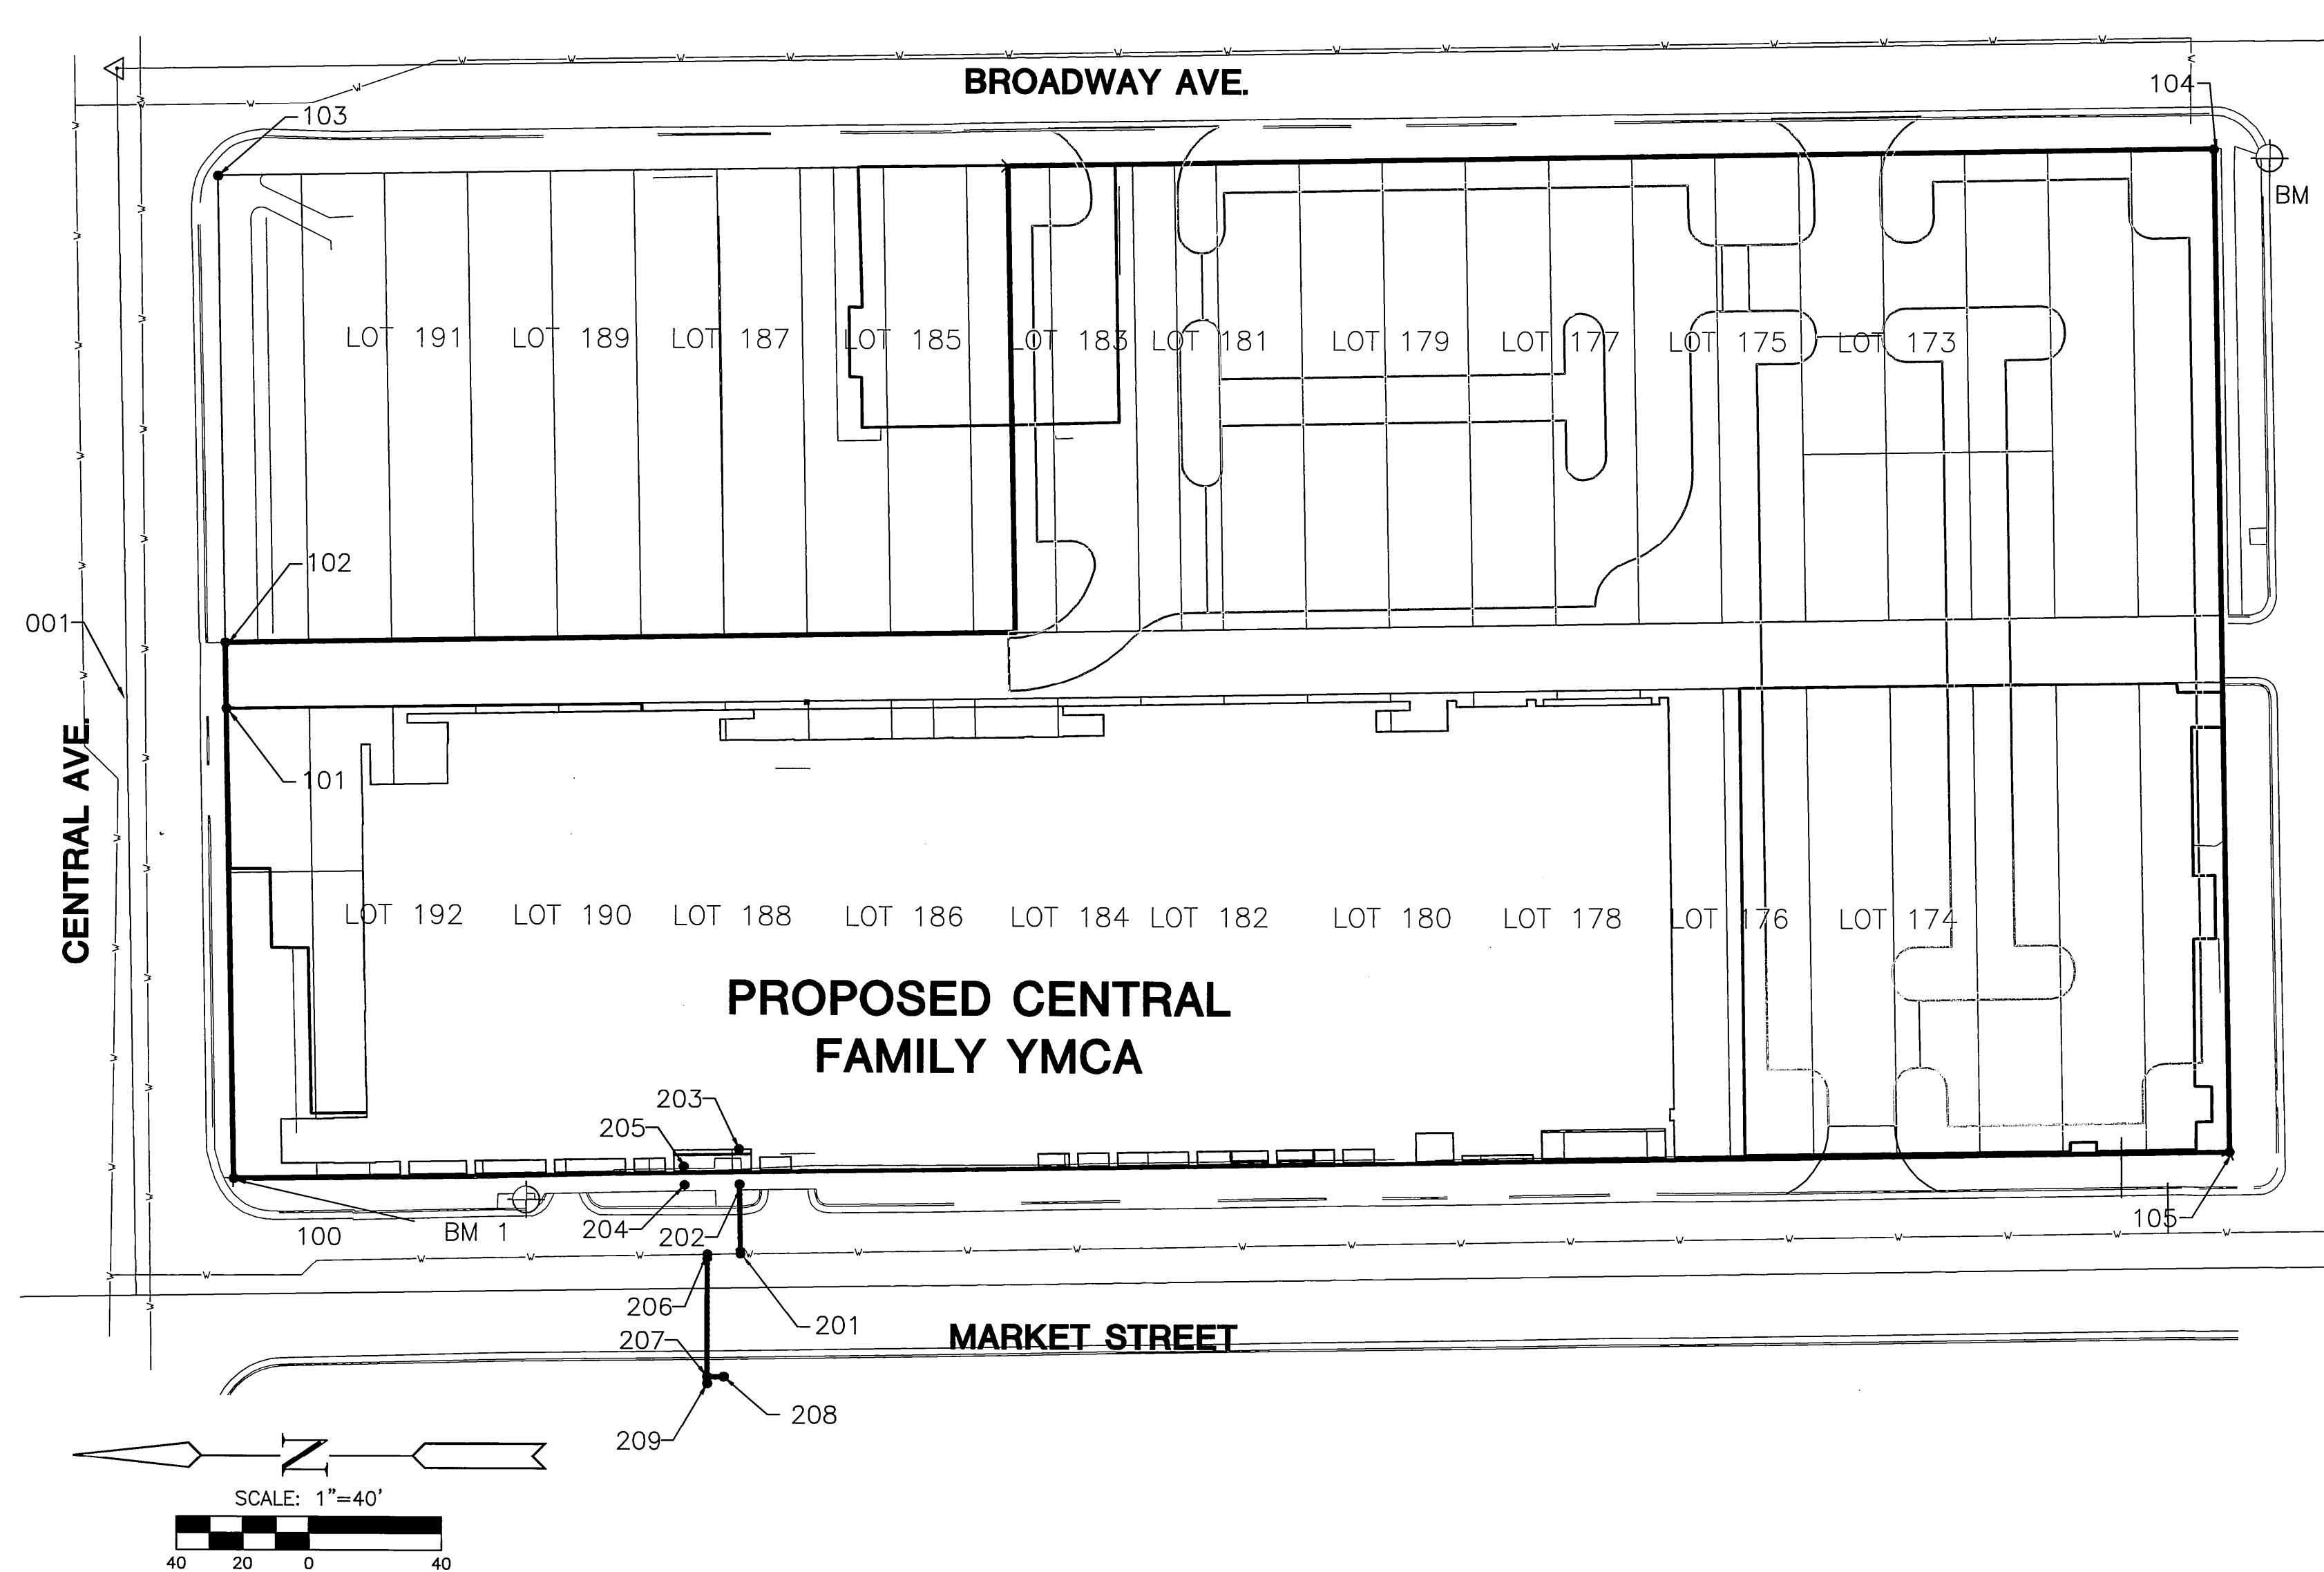 BROADWAY AVE.
104
103
BM
LOT 191
LOT 189
LOT 187
LOT 185
LOT 183
LOT 181
LOT 179
LOT 177
LOT 175
LOT 173
102
001
101
CENTRAL AVE.
LOT 192
LOT 190
LOT 188
LOT 186
LOT 184
LOT 182
LOT 180
LOT 178
LOT 176
LOT 174
PROPOSED CENTRAL
FAMILY YMCA
203
205
100
BM 1
204
202
105
206
201
207
MARKET STREET
208
209
N
SCALE: 1"=40'
40 20 0 40